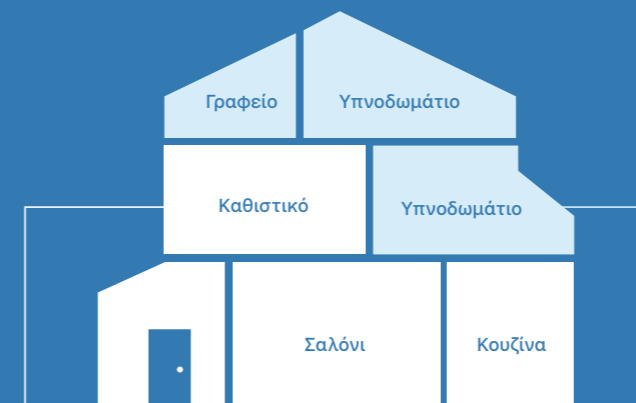 Γραφείο
Υπνοδωμάτιο
Καθιστικό
Υπνοδωμάτιο
Σαλόνι
Κουζίνα